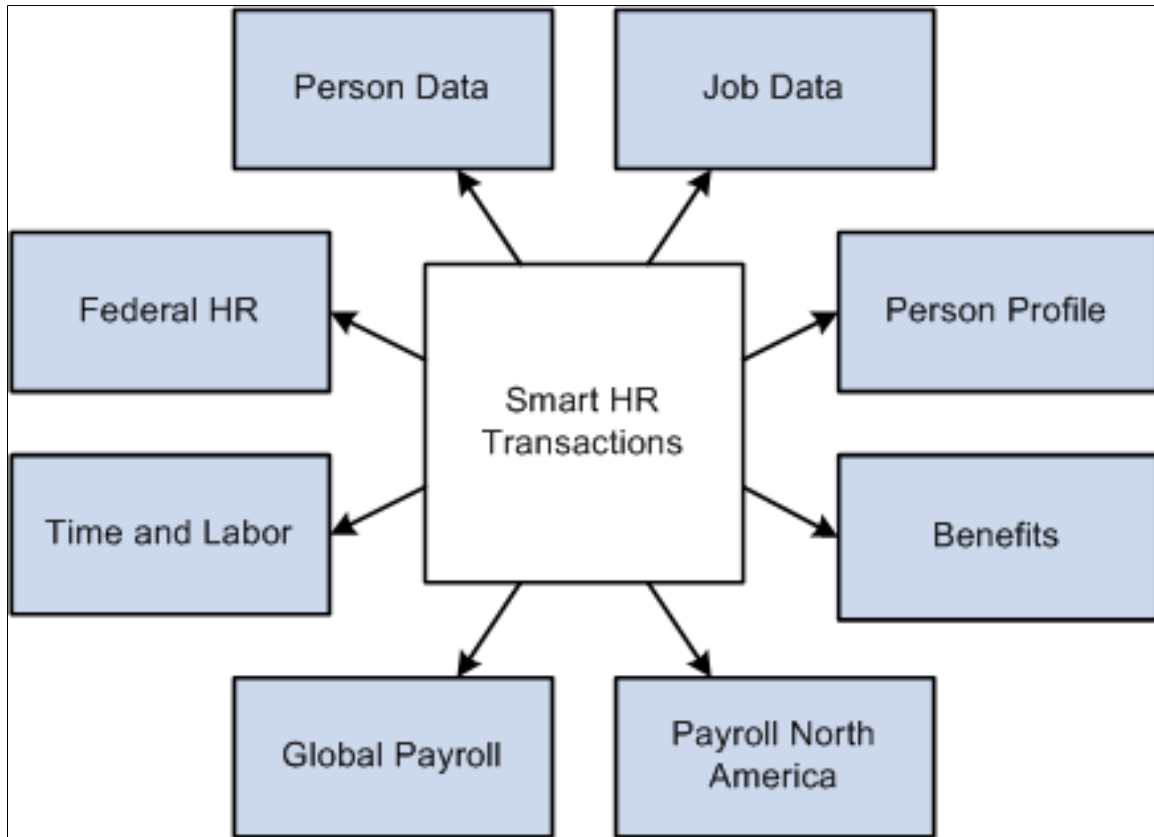 Person Data
Job Data
Federal HR
Person Profile
Smart HR
Transactions
Time and Labor
Benefits
Global Payroll
Payroll North
America